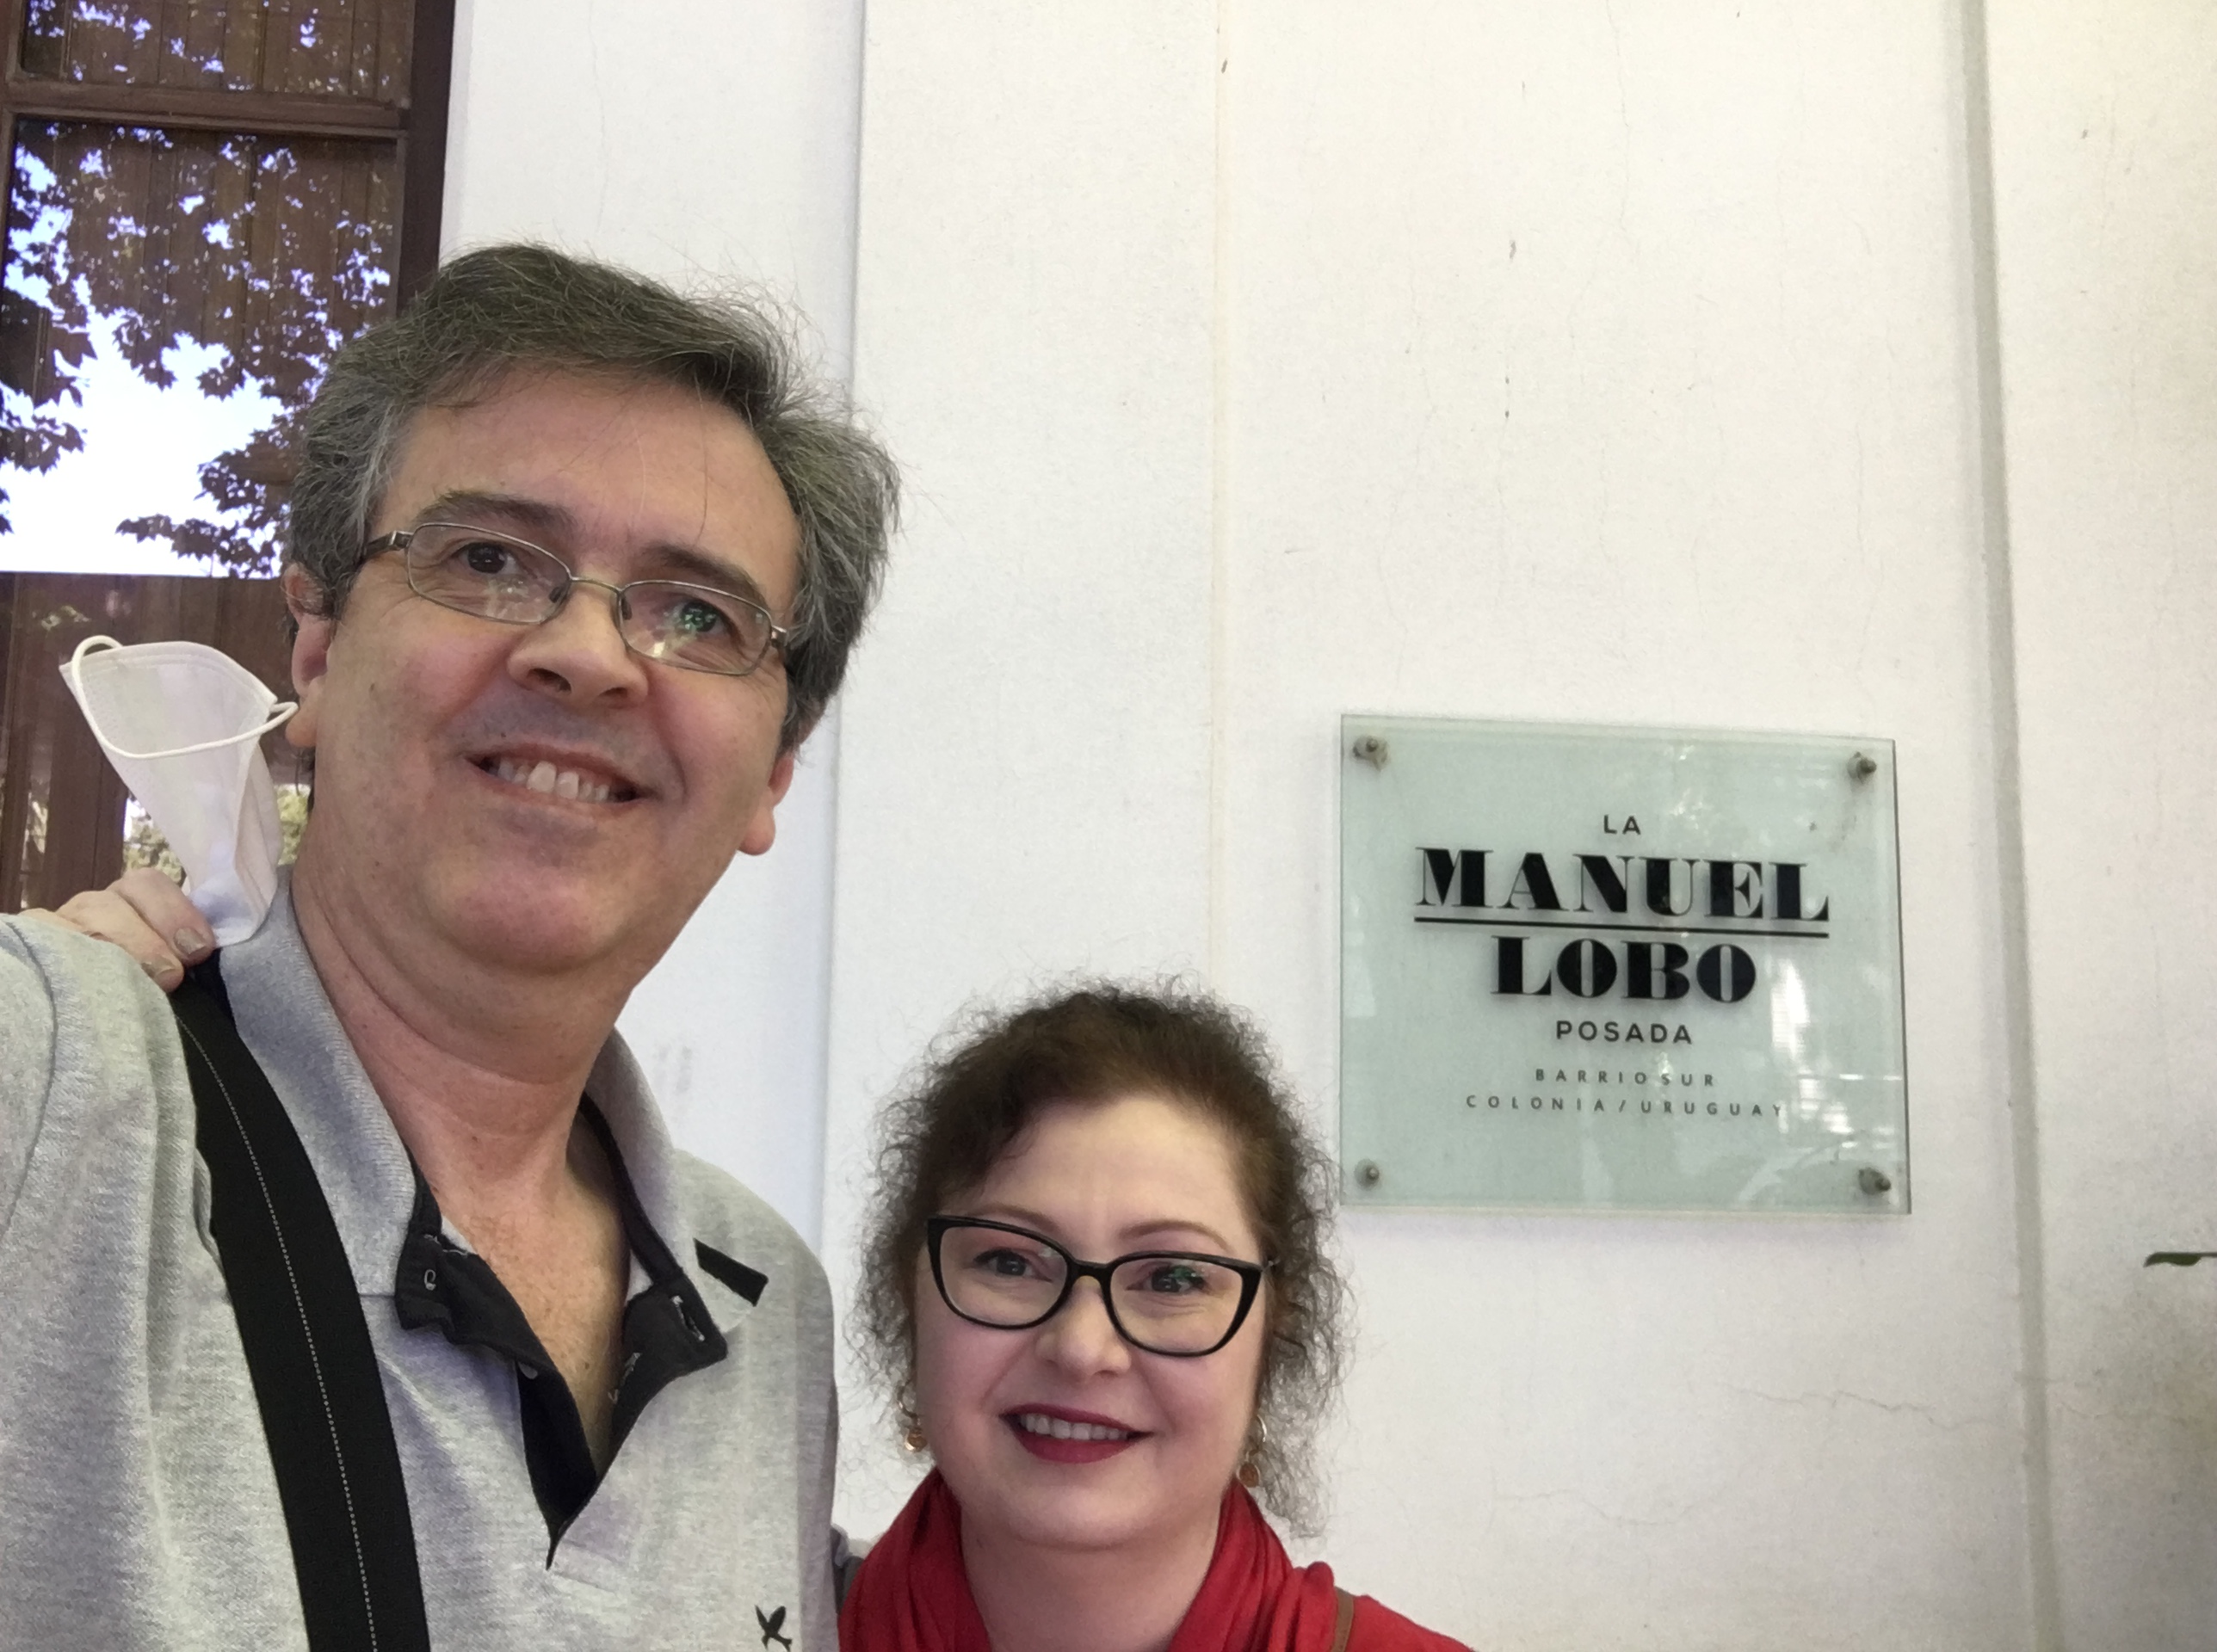 LA
MANUEL
LOBO
POSADA
BARRIO SUR
COLONIA/URUGUAY